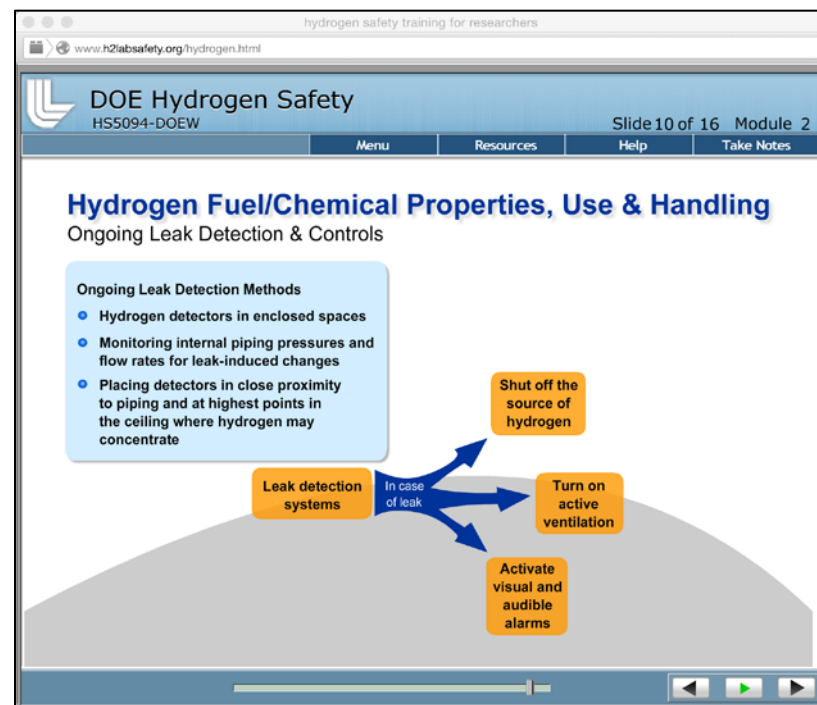 hydrogen safety training for researchers
www.h2labsafety.org/hydrogen.html
DOE Hydrogen Safety
HS5094-DOEW
Slide 10 of 16 Module 2
Menu Resources Help Take Notes
Hydrogen Fuel/Chemical Properties, Use & Handling
Ongoing Leak Detection & Controls
Ongoing Leak Detection Methods
Hydrogen detectors in enclosed spaces
Monitoring internal piping pressures and
flow rates for leak-induced changes
Placing detectors in close proximity
to piping and at highest points in
the ceiling where hydrogen may
concentrate
Leak detection
systems
In case
of leak
Shut off the
source of
hydrogen
Turn on
active
ventilation
Activate
visual and
audible
alarms